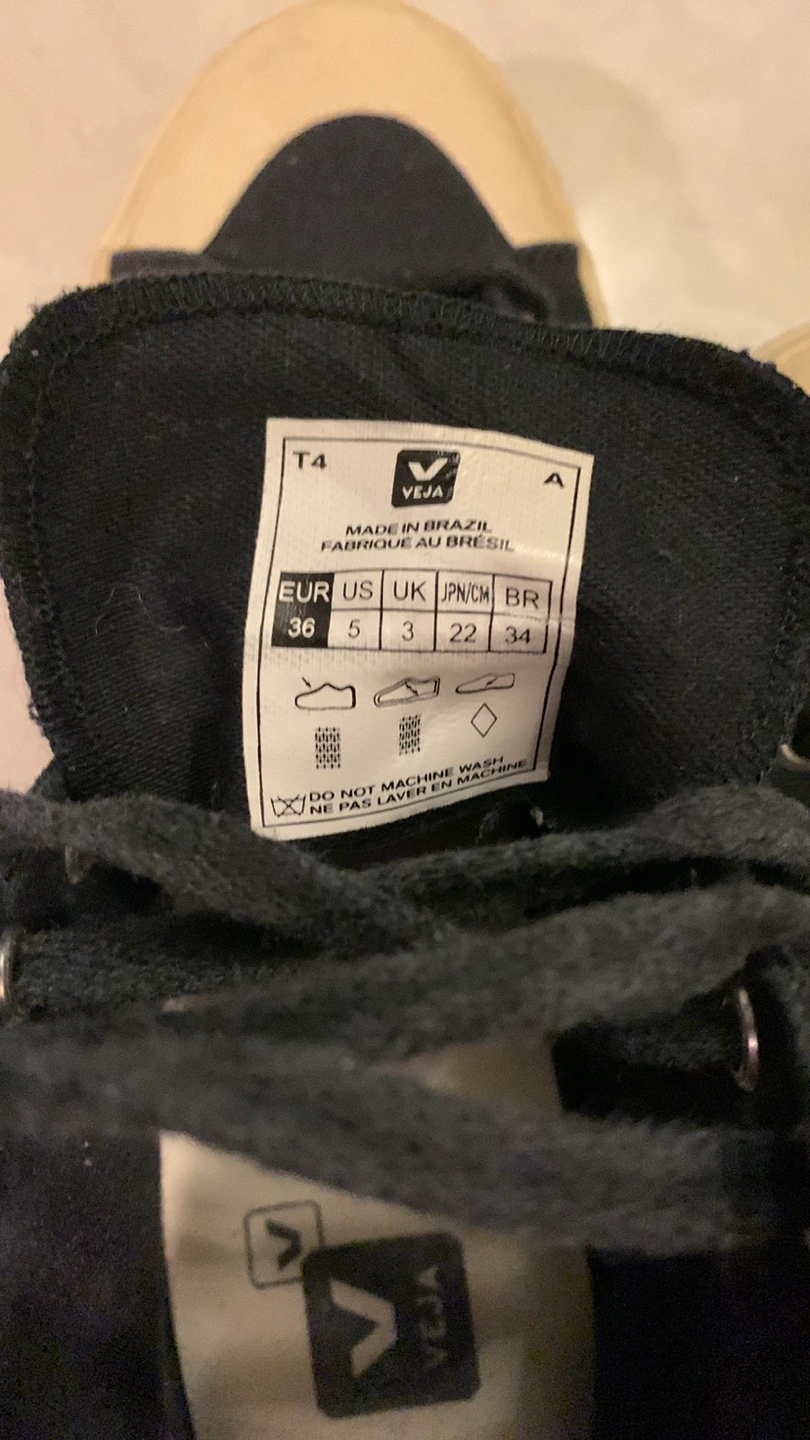 T4
VEJA
A
MADE IN BRAZIL
FABRIQUÉ AU BRÉSIL
EUR US UK JPN/CM BR
36 5 3 22 34
DO NOT MACHINE WASH
NE PAS LAVER EN MACHINE
VEJA